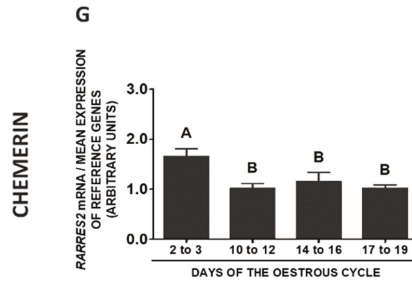 G
CHEMERIN
RARRES2 mRNA / MEAN EXPRESSION
OF REFERENCE GENES
(ARBITRARY UNITS)
3.0
2.0
1.0
0.0
A
B
B
B
2 to 3
10 to 12
14 to 16
17 to 19
DAYS OF THE OESTROUS CYCLE